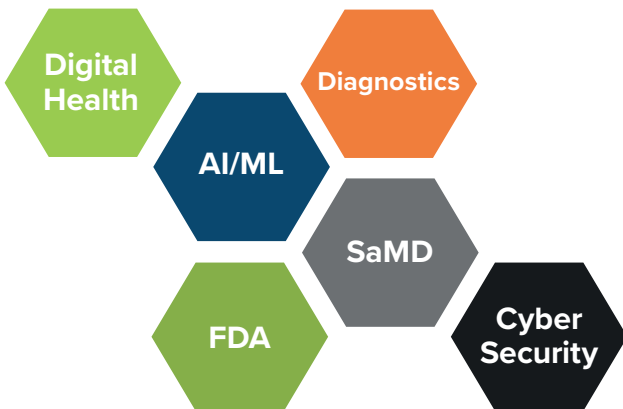 Digital
Health
Diagnostics
AI/ML
SaMD
FDA
Cyber
Security